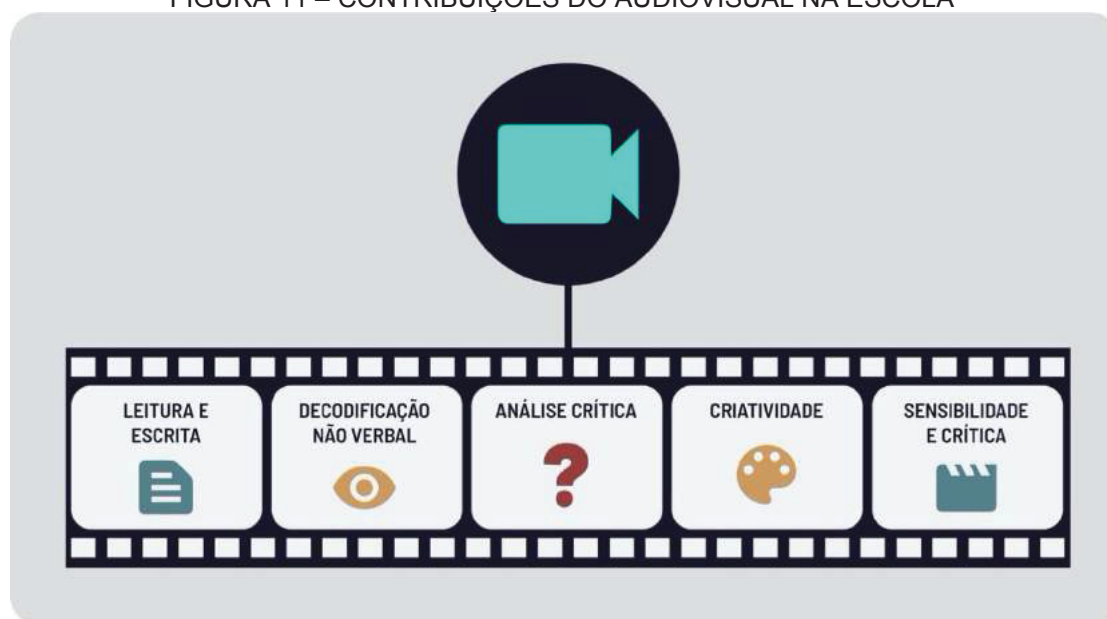 FIGURA 11 – CONTRIBUIÇÕES DO AUDIOVISUAL NA ESCOLA
LEITURA E
ESCRITA
DECODIFICAÇÃO
NÃO VERBAL
ANÁLISE CRÍTICA
CRIATIVIDADE
SENSIBILIDADE
E CRÍTICA